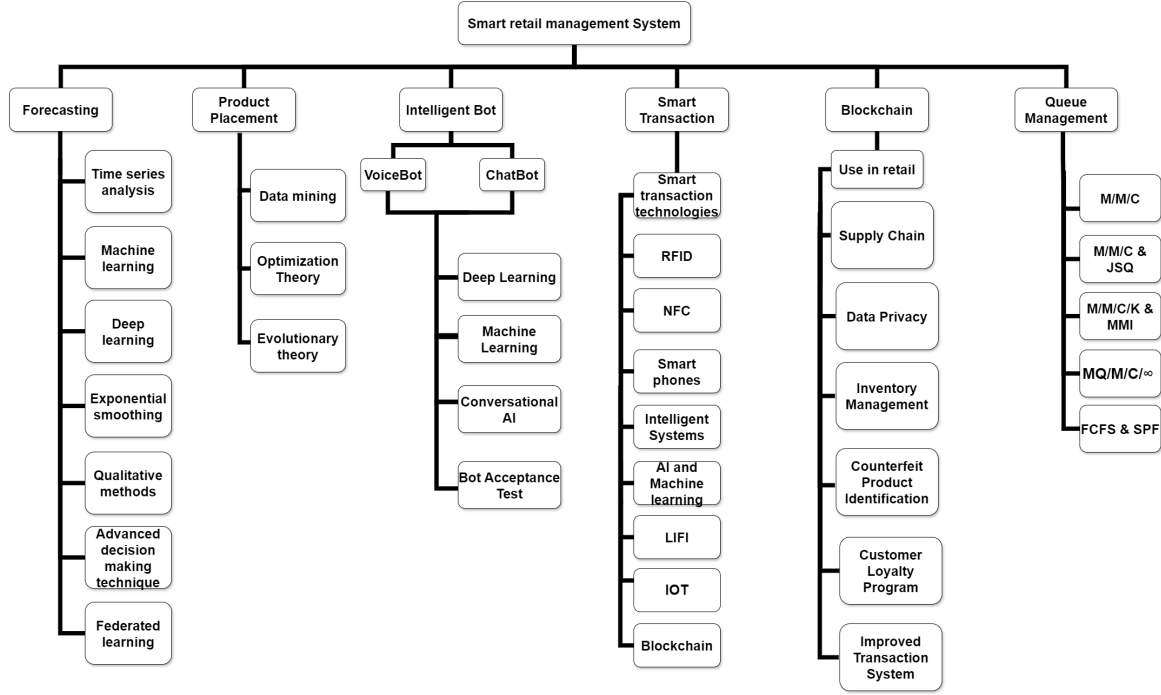 Smart retail management System
Forecasting
Product
Placement
Intelligent Bot
Smart
Transaction
Blockchain
Queue
Management
Time series
analysis
Machine
learning
Deep
learning
Exponential
smoothing
Qualitative
methods
Advanced
decision
making
technique
Federated
learning
Data mining
Optimization
Theory
Evolutionary
theory
VoiceBot
ChatBot
Deep Learning
Machine
Learning
Conversational
AI
Bot Acceptance
Test
Smart
transaction
technologies
RFID
NFC
Smart
phones
Intelligent
Systems
AI and
Machine
learning
LIFI
IOT
Blockchain
Use in retail
Supply Chain
Data Privacy
Inventory
Management
Counterfeit
Product
Identification
Customer
Loyalty
Program
Improved
Transaction
System
M/M/C
M/M/C &
JSQ
M/M/C/K &
MMI
MQ/M/C/∞
FCFS & SPF